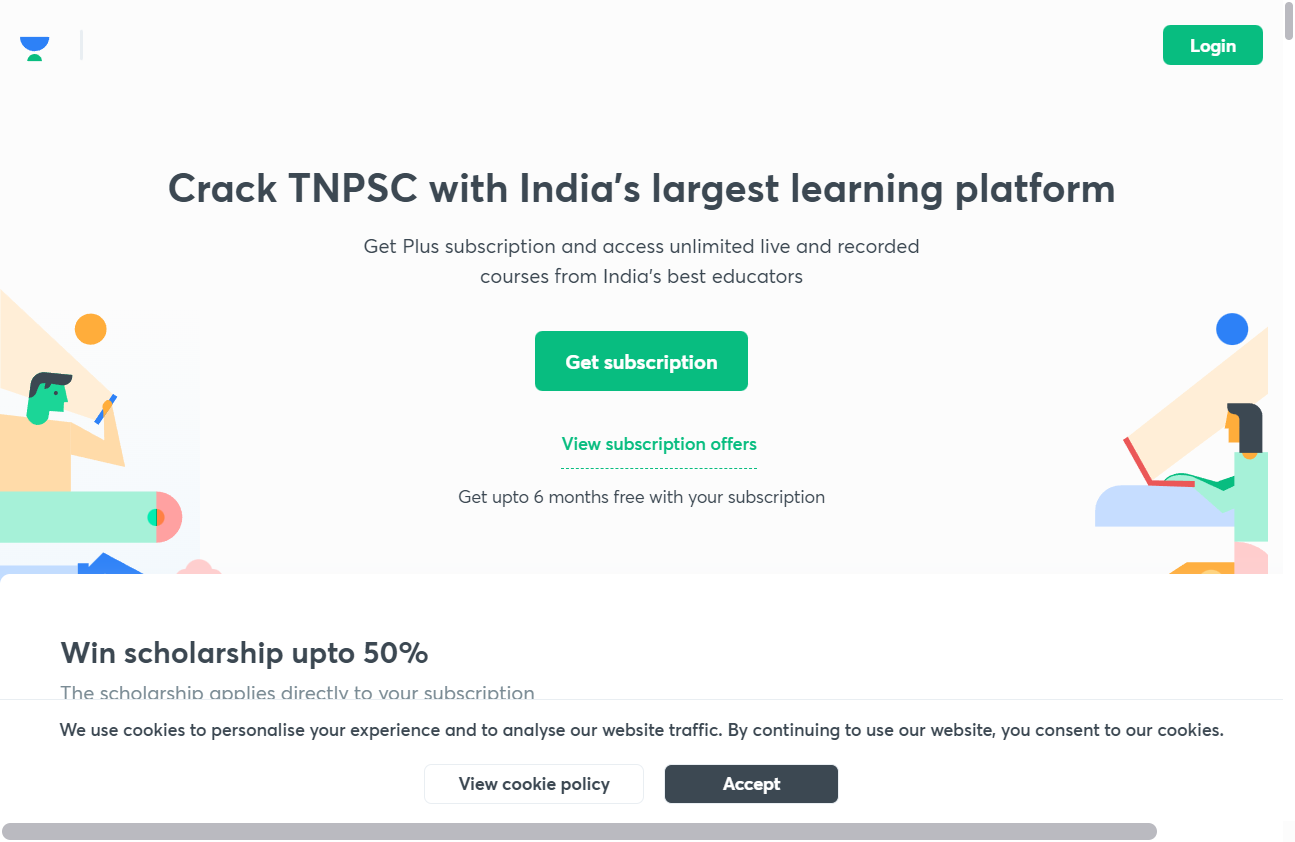 Login
Crack TNPSC with India's largest learning platform
Get Plus subscription and access unlimited live and recorded
courses from India's best educators
Get subscription
View subscription offers
Get upto 6 months free with your subscription
Win scholarship upto 50%
The scholarship applies directly to your subscription
We use cookies to personalise your experience and to analyse our website traffic. By continuing to use our website, you consent to our cookies.
View cookie policy
Accept